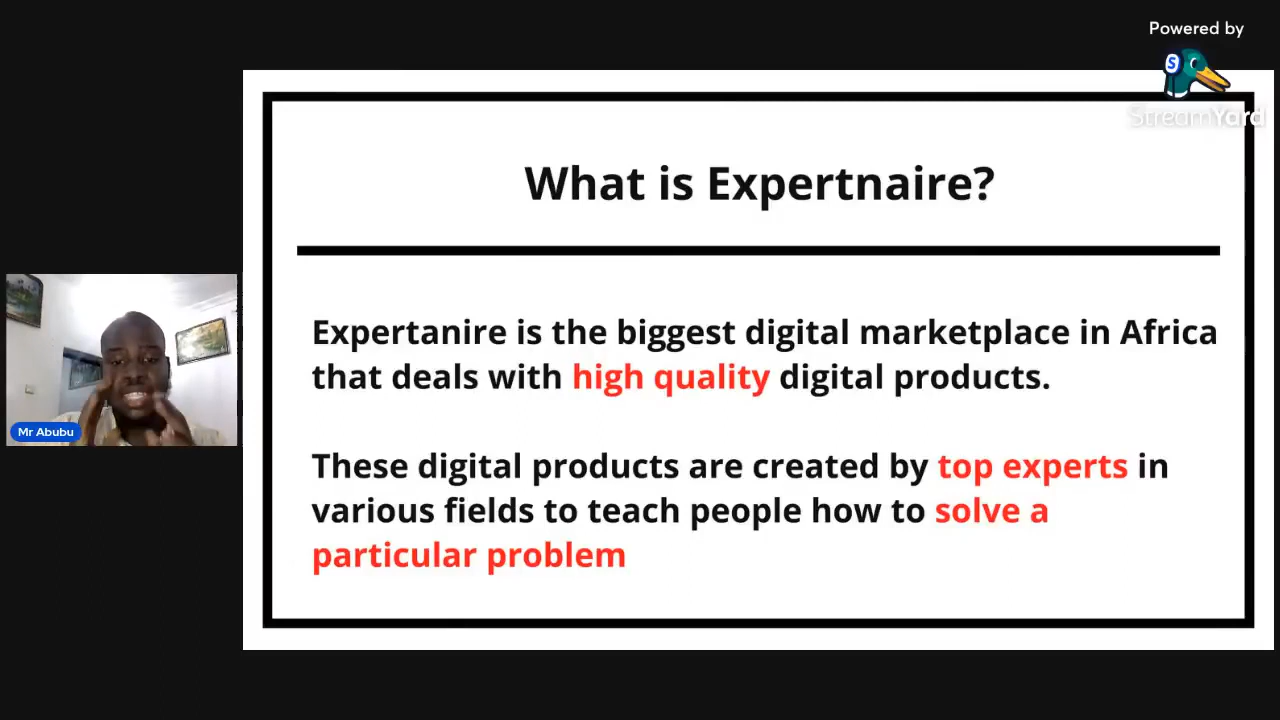 Powered by
S
StreamYard
What is Expertnaire?
Expertanire is the biggest digital marketplace in Africa
that deals with high quality digital products.
These digital products are created by top experts in
various fields to teach people how to solve a
particular problem
Mr Abubu